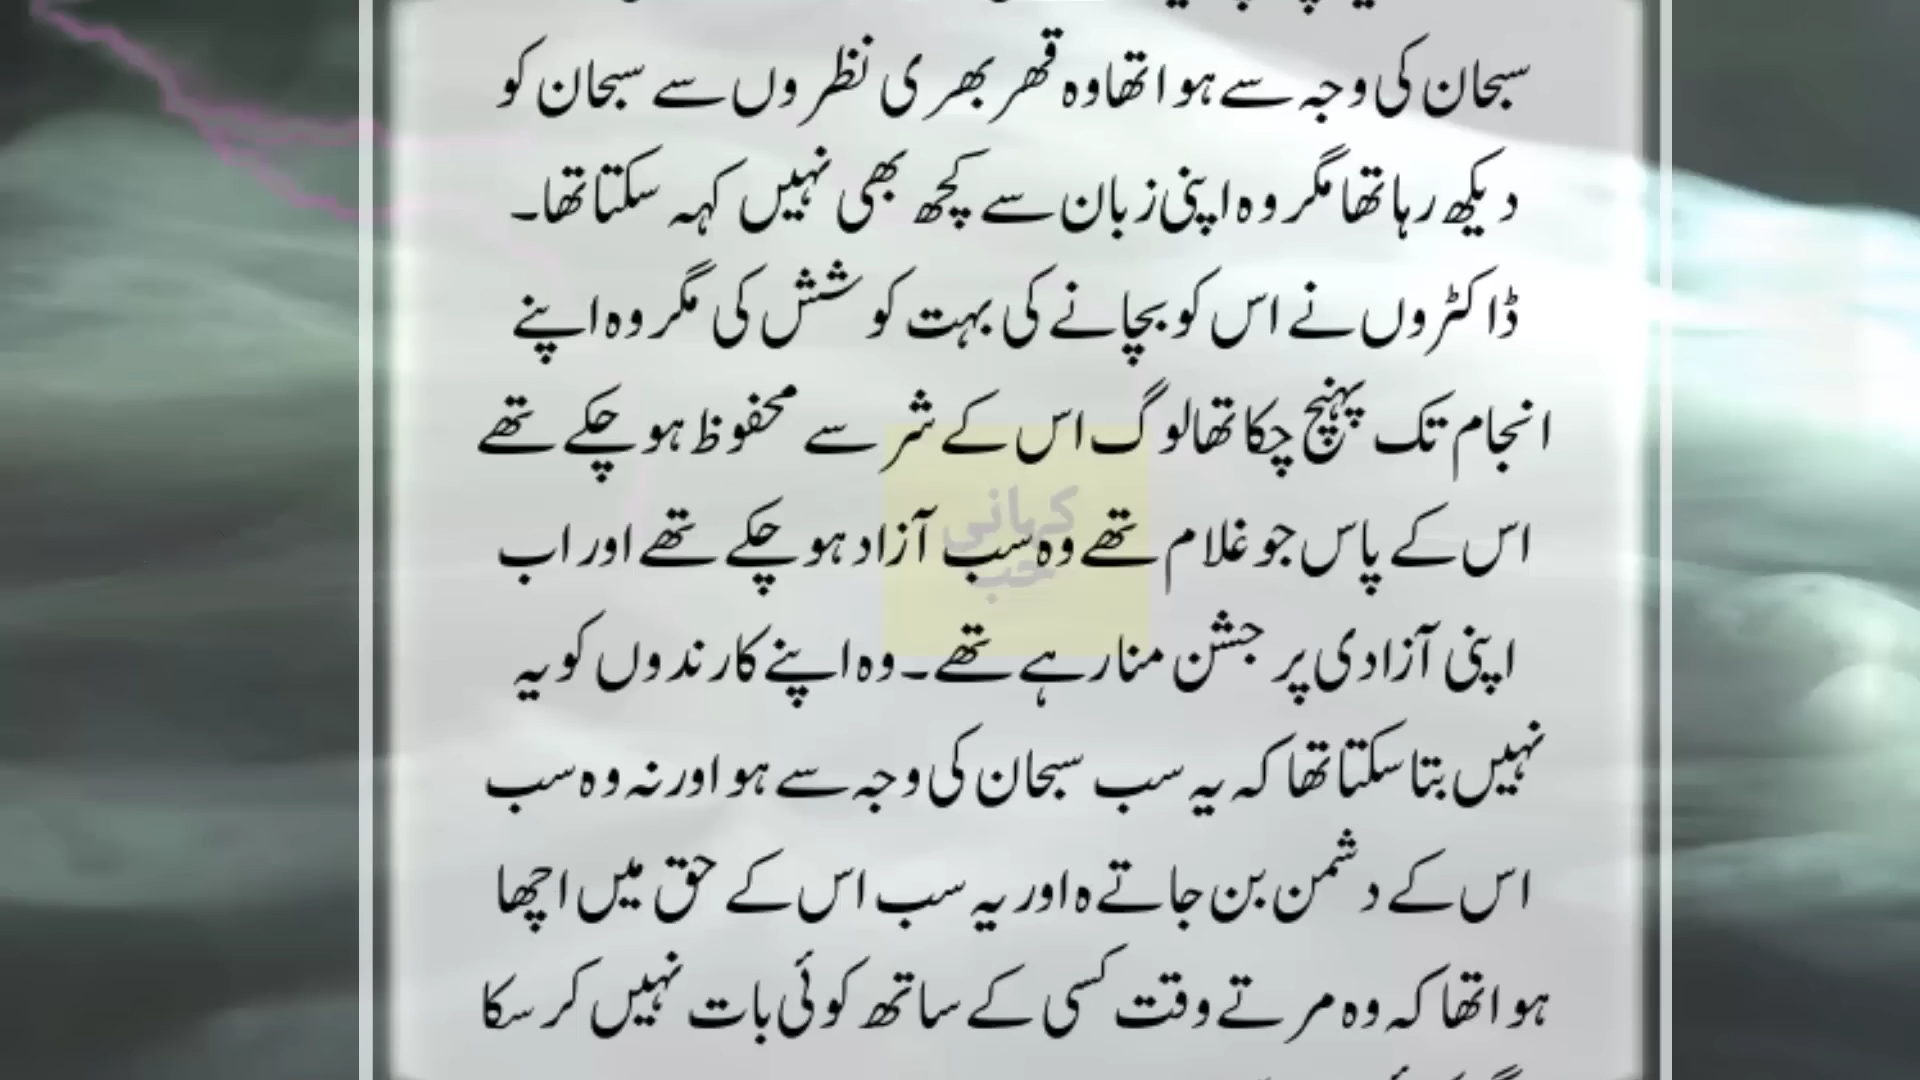 سبحان کی وجہ سے ہوا تھا وہ قھر بھری نظروں سے سبحان کو
دیکھ رہا تھا مگر وہ اپنی زبان سے کچھ بھی نہیں کہہ سکتا تھا۔
ڈاکٹروں نے اس کو بچانے کی بہت کوشش کی مگر وہ اپنے
انجام تک پہنچ چکا تھا لوگ اس کے شر سے محفوظ ہو چکے تھے
اس کے پاس جو غلام تھے وہ سب آزاد ہو چکے تھے اور اب
اپنی آزادی پر جشن منا رہے تھے۔ وہ اپنے کارندوں کو یہ
نہیں بتا سکتا تھا کہ یہ سب سبحان کی وجہ سے ہوا ورنہ وہ سب
اس کے دشمن بن جاتے ہ اور یہ سب اس کے حق میں اچھا
ہوا تھا کہ وہ مرتے وقت کسی کے ساتھ کوئی بات نہیں کر سکا
کہانی
حب